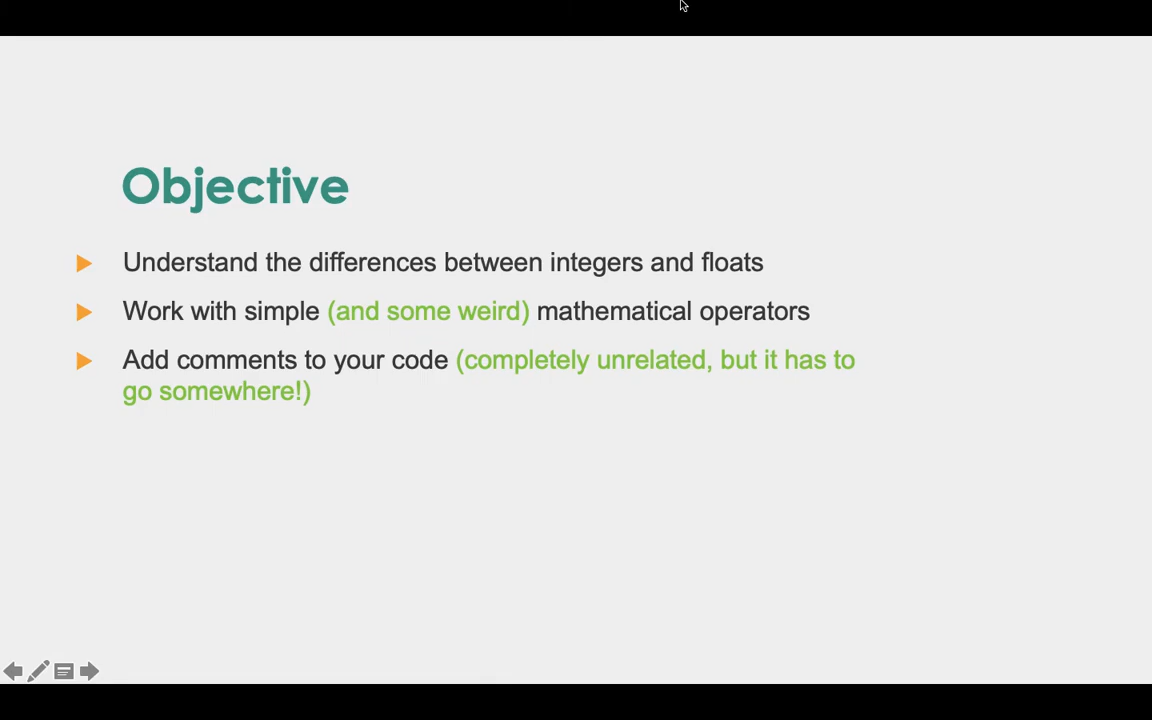 Objective
Understand the differences between integers and floats
Work with simple (and some weird) mathematical operators
Add comments to your code (completely unrelated, but it has to
go somewhere!)